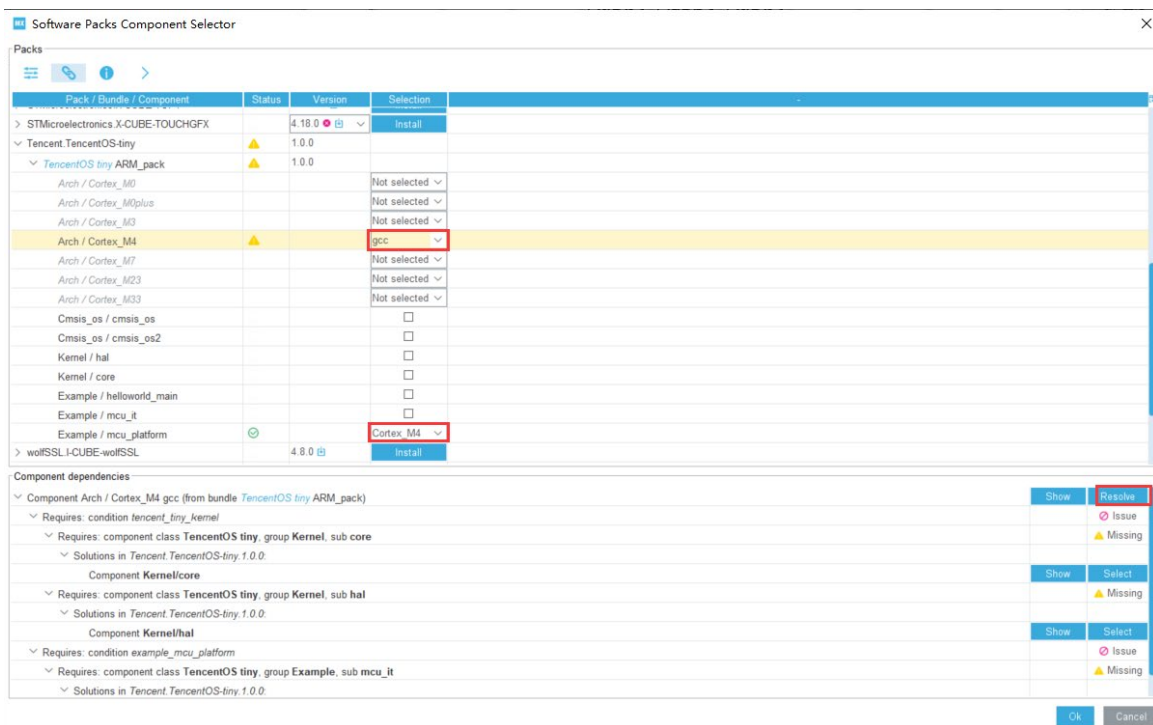 MX Software Packs Component Selector
Packs
Pack / Bundle / Component Status Version Selection -
STMicroelectronics.X-CUBE-TOUCHGFX 4.18.0 Install
Tencent.TencentOS-tiny 1.0.0
TencentOS tiny ARM_pack 1.0.0
Arch / Cortex_M0 Not selected
Arch / Cortex_M0plus Not selected
Arch / Cortex_M3 Not selected
Arch / Cortex_M4 gcc
Arch / Cortex_M7 Not selected
Arch / Cortex_M23 Not selected
Arch / Cortex_M33 Not selected
Cmsis_os / cmsis_os
Cmsis_os / cmsis_os2
Kernel / hal
Kernel / core
Example / helloworld_main
Example / mcu_it
Example / mcu_platform Cortex_M4
wolfSSL.I-CUBE-wolfSSL 4.8.0 Install
Component dependencies
Component Arch / Cortex_M4 gcc (from bundle TencentOS tiny ARM_pack) Show Resolve
Requires: condition tencent_tiny_kernel Issue
Requires: component class TencentOS tiny, group Kernel, sub core Missing
Solutions in Tencent.TencentOS-tiny.1.0.0:
Component Kernel/core Show Select
Requires: component class TencentOS tiny, group Kernel, sub hal Missing
Solutions in Tencent.TencentOS-tiny.1.0.0:
Component Kernel/hal Show Select
Requires: condition example_mcu_platform Issue
Requires: component class TencentOS tiny, group Example, sub mcu_it Missing
Solutions in Tencent.TencentOS-tiny.1.0.0:
Ok Cancel